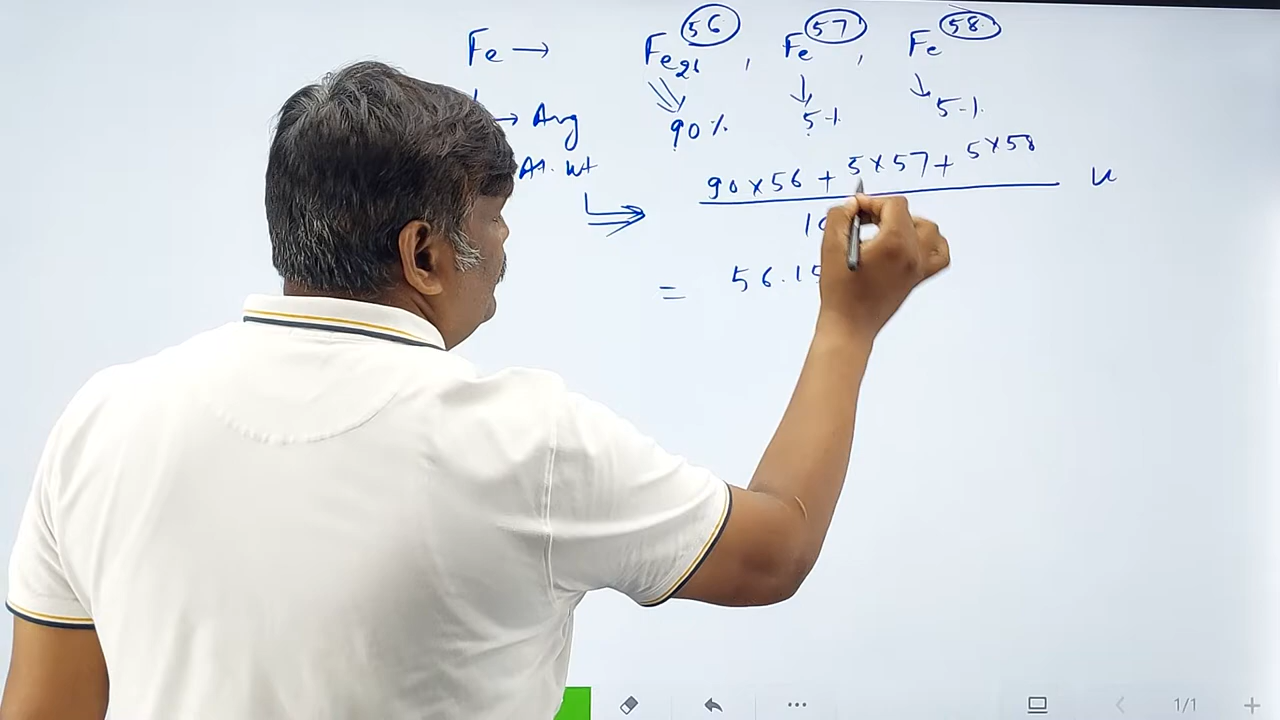 Fe → Fe₂₆⁵⁶ , Fe⁵⁷ , Fe⁵⁸
→ Avg
At. wt
90% 5% 5%
90×56 + 5×57 + 5×58 u
= 56.15
1/1